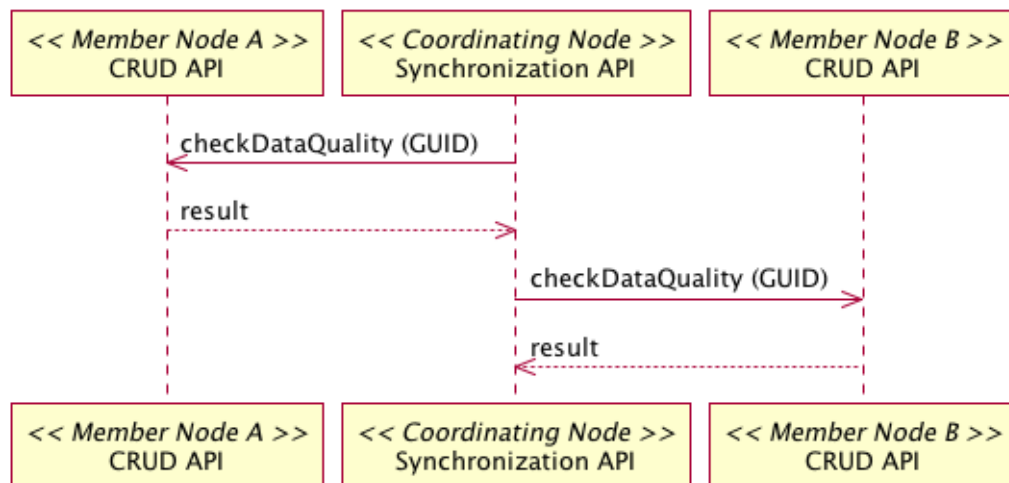 << Member Node A >>
CRUD API
<< Coordinating Node >>
Synchronization API
<< Member Node B >>
CRUD API
checkDataQuality (GUID)
result
checkDataQuality (GUID)
result
<< Member Node A >>
CRUD API
<< Coordinating Node >>
Synchronization API
<< Member Node B >>
CRUD API